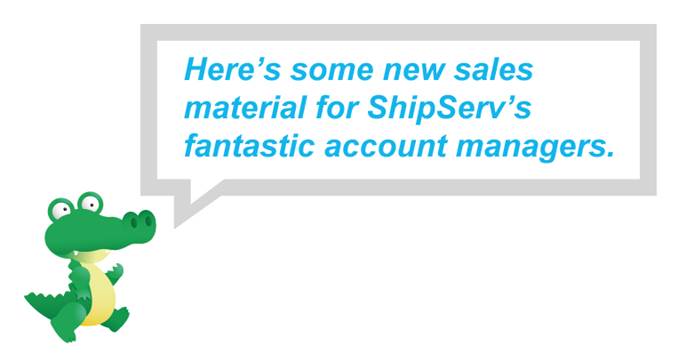 Here’s some new sales
material for ShipServ’s
fantastic account managers.